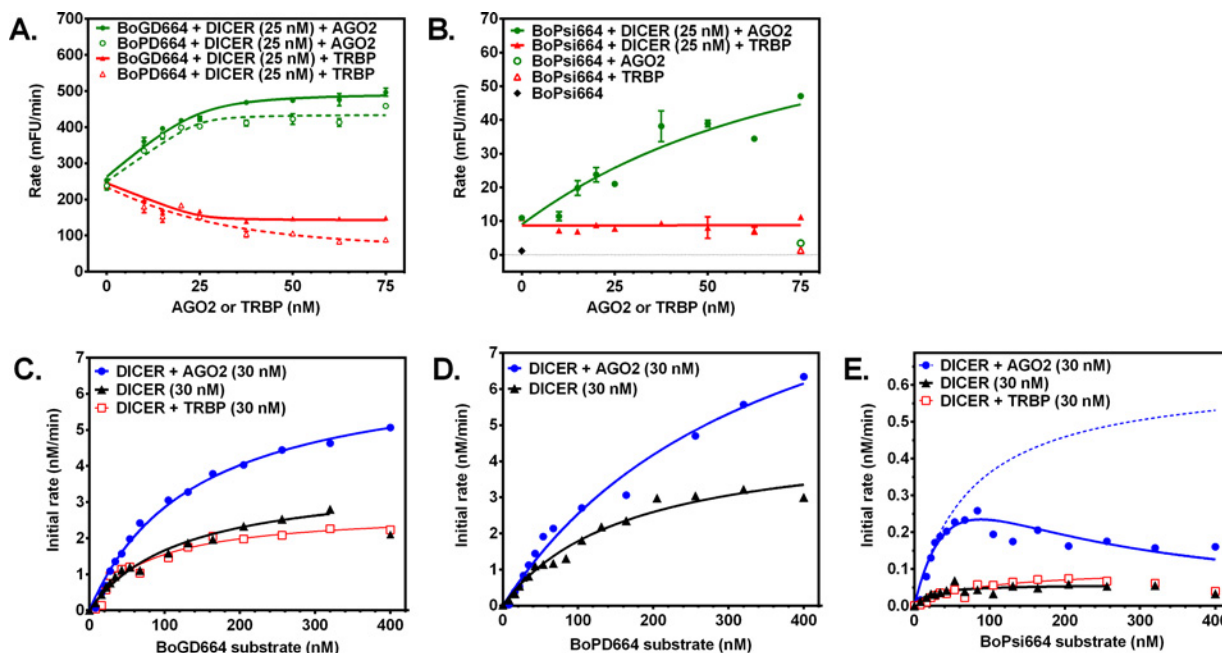 A.
BoGD664 + DICER (25 nM) + AGO2
BoPD664 + DICER (25 nM) + AGO2
BoGD664 + DICER (25 nM) + TRBP
BoPD664 + DICER (25 nM) + TRBP
Rate (mFU/min)
700
600
500
400
300
200
100
0
0 25 50 75
AGO2 or TRBP (nM)
B.
BoPsi664 + DICER (25 nM) + AGO2
BoPsi664 + DICER (25 nM) + TRBP
BoPsi664 + AGO2
BoPsi664 + TRBP
BoPsi664
Rate (mFU/min)
70
60
50
40
30
20
10
0
0 25 50 75
AGO2 or TRBP (nM)
C.
DICER + AGO2 (30 nM)
DICER (30 nM)
DICER + TRBP (30 nM)
Initial rate (nM/min)
7
6
5
4
3
2
1
0
0 100 200 300 400
BoGD664 substrate (nM)
D.
DICER + AGO2 (30 nM)
DICER (30 nM)
Initial rate (nM/min)
7
6
5
4
3
2
1
0
0 100 200 300 400
BoPD664 substrate (nM)
E.
DICER + AGO2 (30 nM)
DICER (30 nM)
DICER + TRBP (30 nM)
Initial rate (nM/min)
0.6
0.5
0.4
0.3
0.2
0.1
0.0
0 100 200 300 400
BoPsi664 substrate (nM)